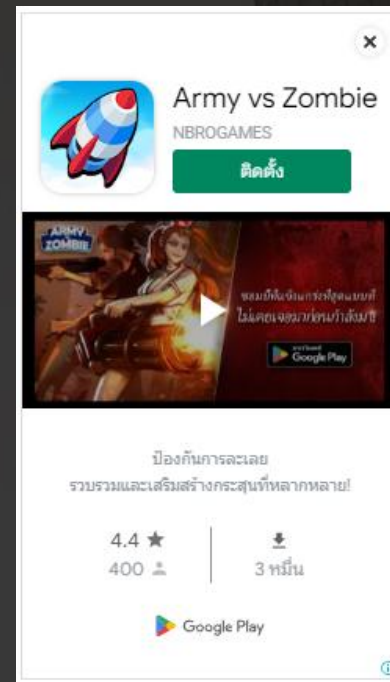 Army vs Zombie
NBROGAMES
ติดตั้ง
ARMY
ZOMBIE
Google Play
ป้องกันการละเลย
รวบรวมและเสริมสร้างกระสุนที่หลากหลาย!
4.4 ★
400
3 หมื่น
Google Play